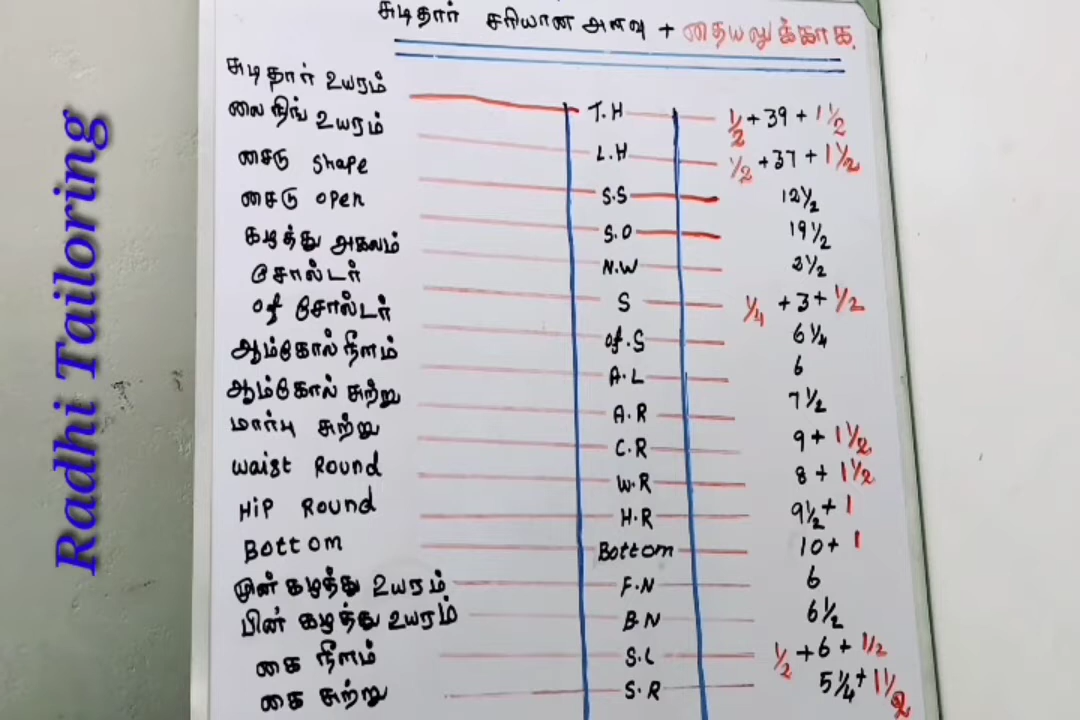 Radhi Tailoring
சுடிதார் சரியான அளவு + தையலுக்காக.
சுடிதார் உயரம் T.H ½ + 39 + 1½
லைநிங் உயரம் L.H ½ + 37 + 1½
சைடு Shape S.S 12½
சைடு open S.O 19½
கழுத்து அகலம் N.W 2½
சோல்டர் S ¼ + 3 + ½
of சோல்டர் of.S 6¼
ஆம்கோல் நீளம் A.L 6
ஆம்கோல் சுற்று A.R 7½
மார்பு சுற்று C.R 9 + 1½
Waist Round W.R 8 + 1½
Hip Round H.R 9½ + 1
Bottom Bottom 10 + 1
முன் கழுத்து உயரம் F.N 6
பின் கழுத்து உயரம் B.N 6½
கை நீளம் S.L ½ + 6 + ½
கை சுற்று S.R 5¼ + 1½